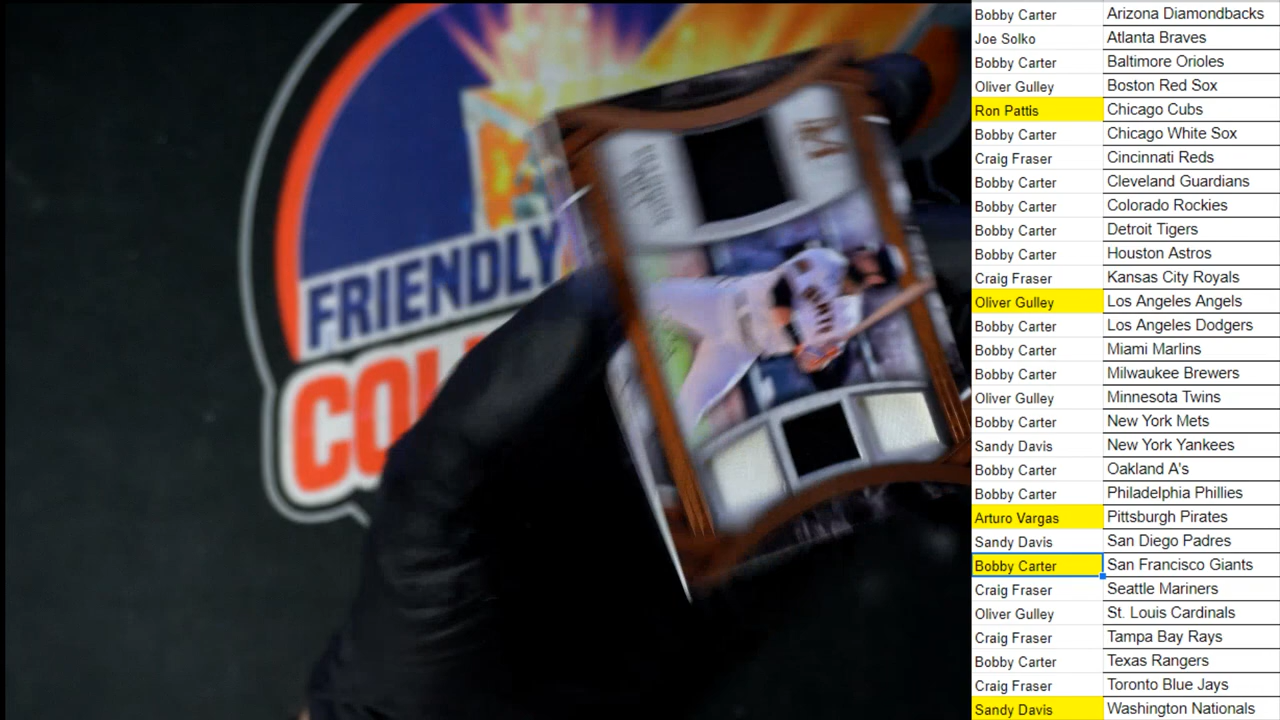 FRIENDLY
Bobby Carter Arizona Diamondbacks
Joe Solko Atlanta Braves
Bobby Carter Baltimore Orioles
Oliver Gulley Boston Red Sox
Ron Pattis Chicago Cubs
Bobby Carter Chicago White Sox
Craig Fraser Cincinnati Reds
Bobby Carter Cleveland Guardians
Bobby Carter Colorado Rockies
Bobby Carter Detroit Tigers
Bobby Carter Houston Astros
Craig Fraser Kansas City Royals
Oliver Gulley Los Angeles Angels
Bobby Carter Los Angeles Dodgers
Bobby Carter Miami Marlins
Bobby Carter Milwaukee Brewers
Oliver Gulley Minnesota Twins
Bobby Carter New York Mets
Sandy Davis New York Yankees
Bobby Carter Oakland A's
Bobby Carter Philadelphia Phillies
Arturo Vargas Pittsburgh Pirates
Sandy Davis San Diego Padres
Bobby Carter San Francisco Giants
Craig Fraser Seattle Mariners
Oliver Gulley St. Louis Cardinals
Craig Fraser Tampa Bay Rays
Bobby Carter Texas Rangers
Craig Fraser Toronto Blue Jays
Sandy Davis Washington Nationals